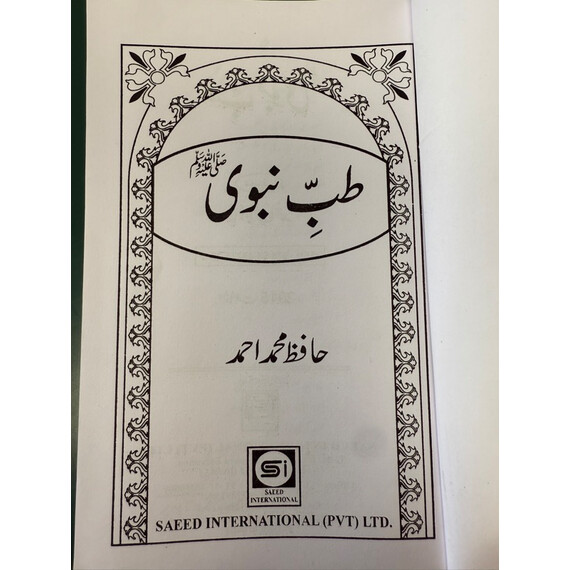 طبِّ نبوی ﷺ
حافظ محمد احمد
Si
SAEED
INTERNATIONAL
SAEED INTERNATIONAL (PVT) LTD.